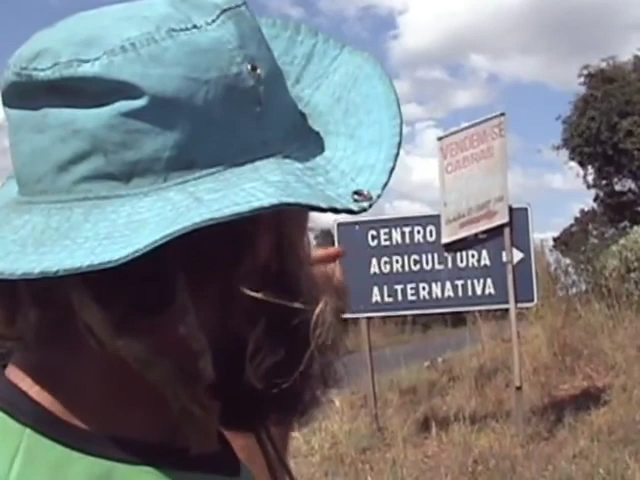 VENDEM-SE
CABRAS
CENTRO
AGRICULTURA
ALTERNATIVA